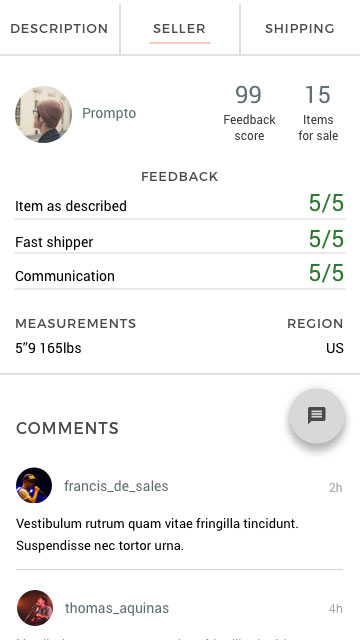 DESCRIPTION
SELLER
SHIPPING
Prompto
99
Feedback
score
15
Items
for sale
FEEDBACK
Item as described 5/5
Fast shipper 5/5
Communication 5/5
MEASUREMENTS REGION
5”9 165lbs US
COMMENTS
francis_de_sales 2h
Vestibulum rutrum quam vitae fringilla tincidunt.
Suspendisse nec tortor urna.
thomas_aquinas 4h